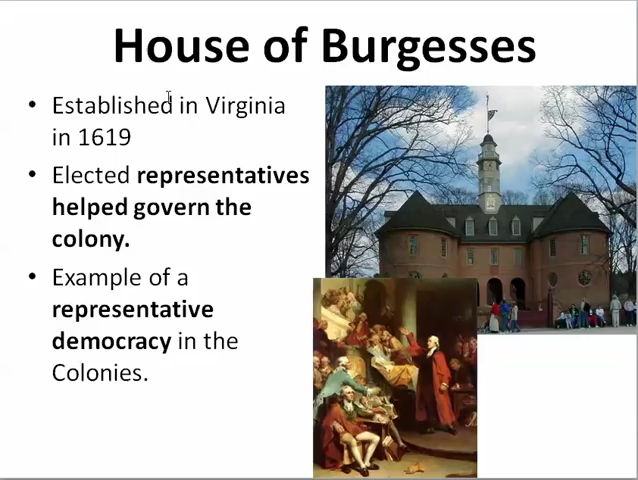 House of Burgesses
• Established in Virginia
in 1619
• Elected representatives
helped govern the
colony.
• Example of a
representative
democracy in the
Colonies.